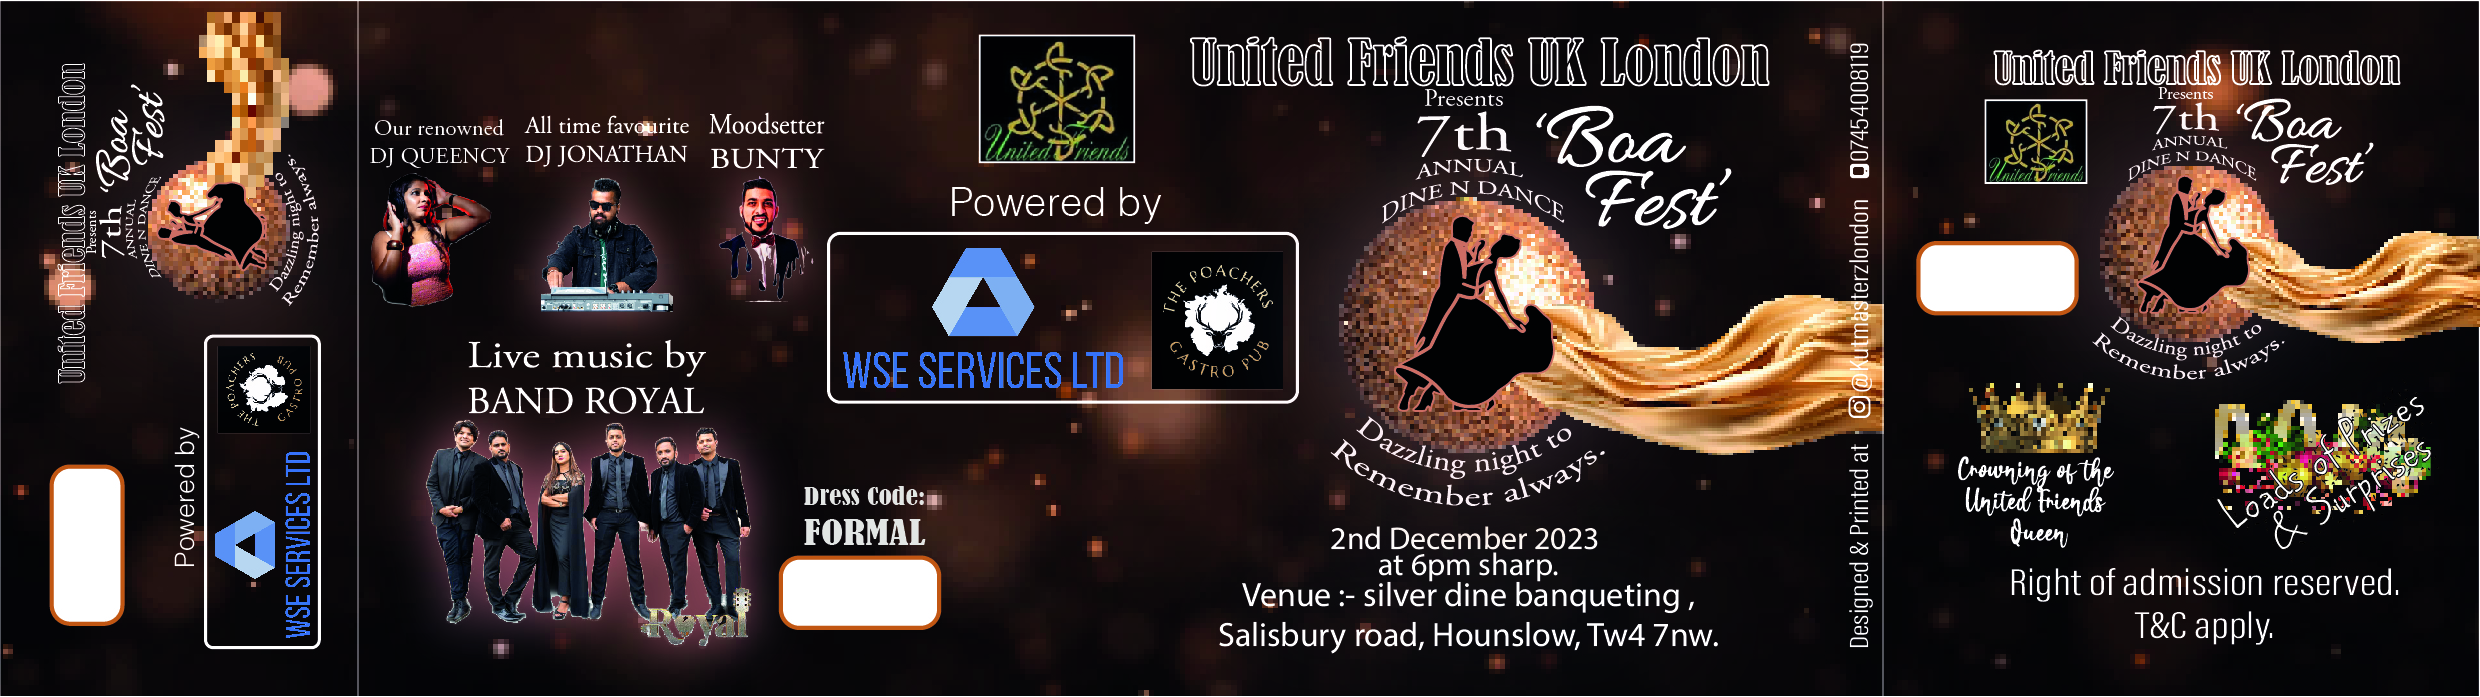 United Friends UK London
Presents
7th
ANNUAL
DINE N DANCE
'Boa
Fest'
Dazzling night to
Remember always.
Powered by
THE POACHERS
GASTRO PUB
WSE SERVICES LTD
Our renowned
DJ QUEENCY
All time favourite
DJ JONATHAN
Moodsetter
BUNTY
Live music by
BAND ROYAL
Royal
Dress Code:
FORMAL
United Friends
Powered by
WSE SERVICES LTD
THE POACHERS
GASTRO PUB
United Friends UK London
Presents
7th
ANNUAL
DINE N DANCE
'Boa
Fest'
Dazzling night to
Remember always.
2nd December 2023
at 6pm sharp.
Venue :- silver dine banqueting ,
Salisbury road, Hounslow, Tw4 7nw.
Designed & Printed at @kutmasterzlondon 07454008119
United Friends UK London
Presents
7th
ANNUAL
DINE N DANCE
'Boa
Fest'
United Friends
Dazzling night to
Remember always.
Crowning of the
United Friends
Queen
Loads of Prizes
& Surprises
Right of admission reserved.
T&C apply.